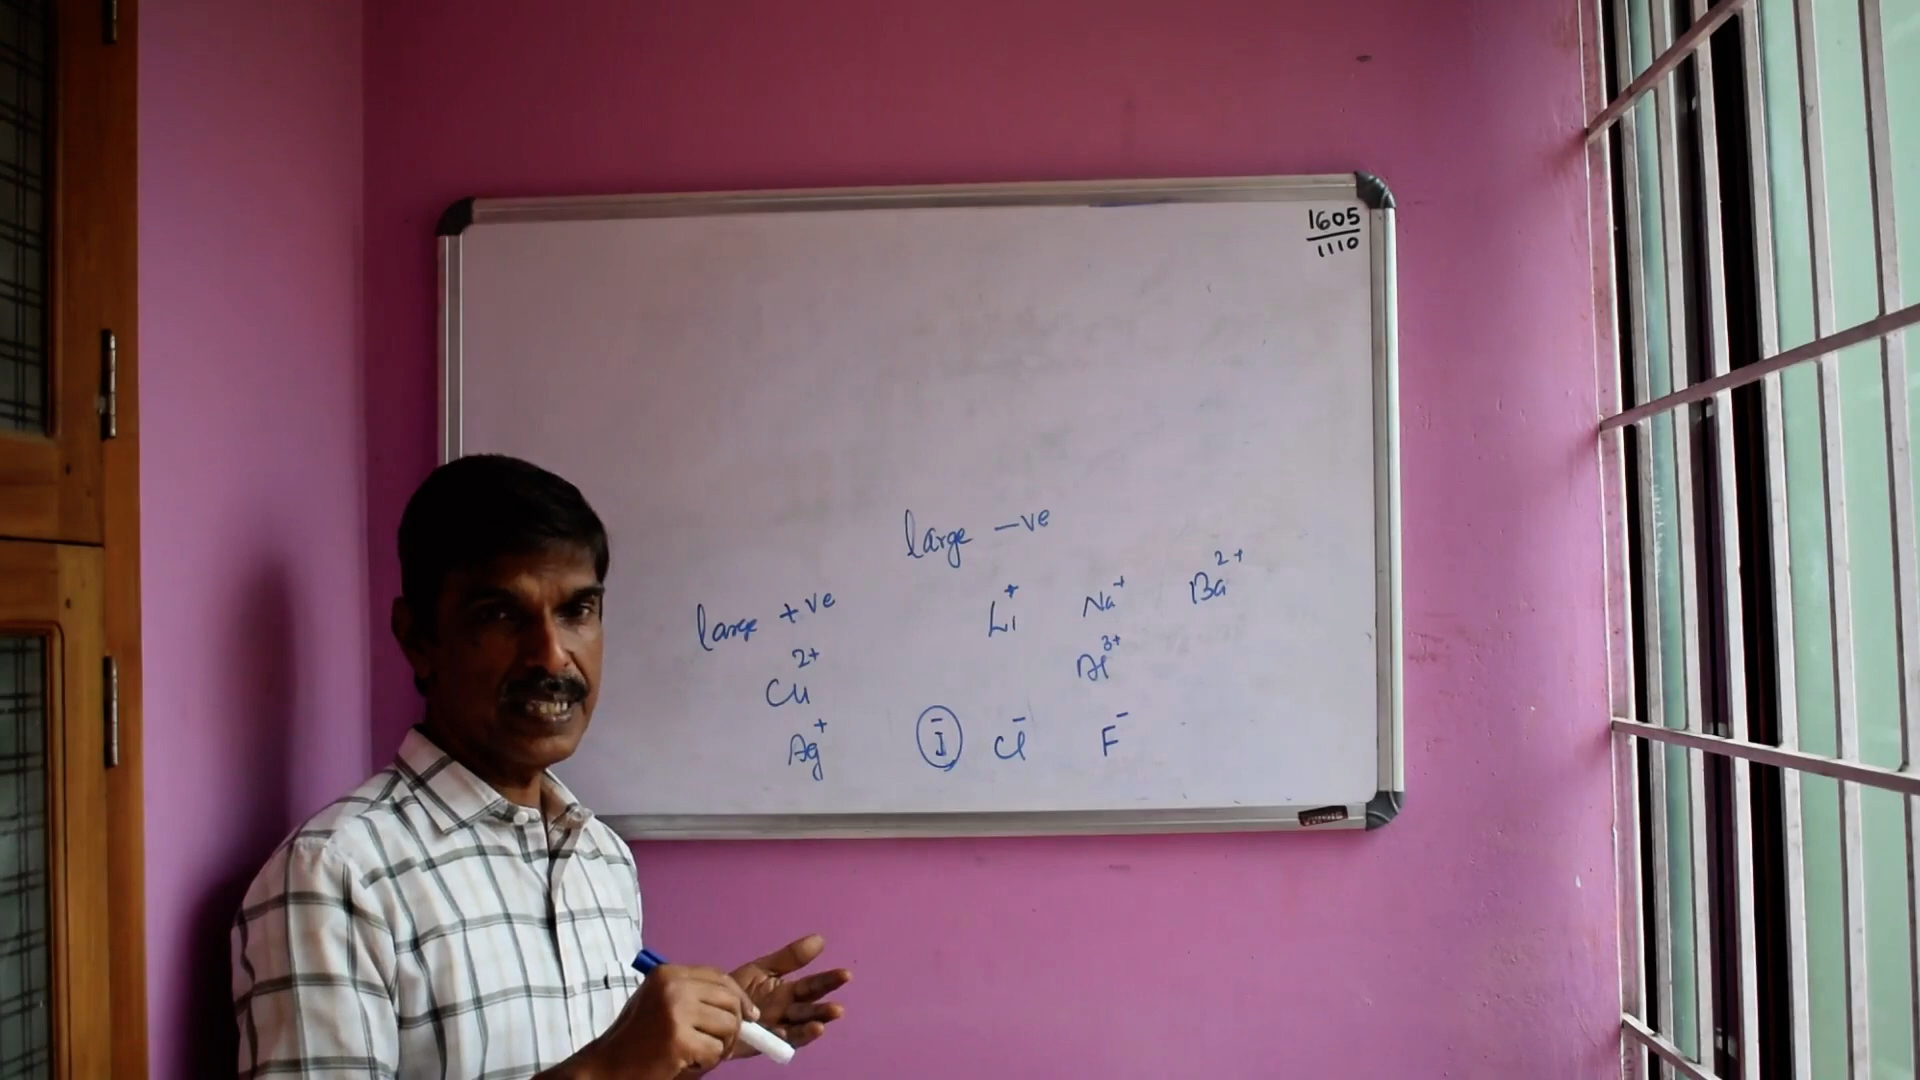 1605
1110
large -ve
large +ve
Li⁺ Na⁺ Ba²⁺
Cu²⁺
Al³⁺
Ag⁺ I⁻ Cl⁻ F⁻